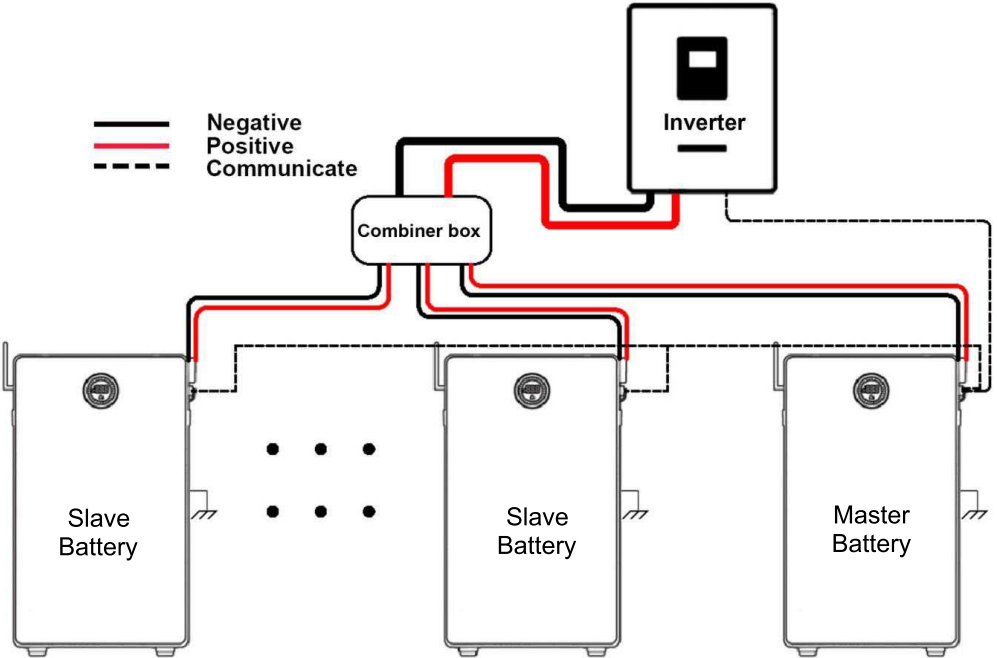 Inverter
Negative
Positive
Communicate
Combiner box
Slave
Battery
Slave
Battery
Master
Battery